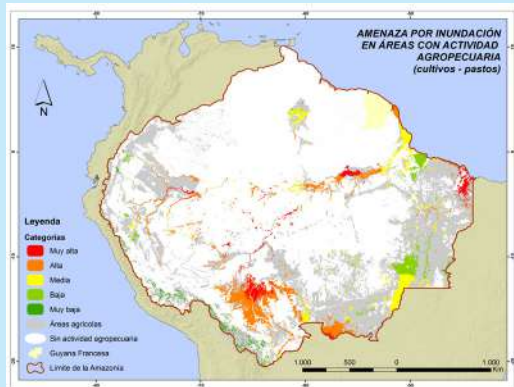 AMENAZA POR INUNDACIÓN
EN ÁREAS CON ACTIVIDAD
AGROPECUARIA
(cultivos - pastos)
N
Leyenda
Categorías
Muy alta
Alta
Media
Baja
Muy baja
Áreas agrícolas
Sin actividad agropecuaria
Guyana Francesa
Límite de la Amazonía
1.000 500 0 1.000
Km